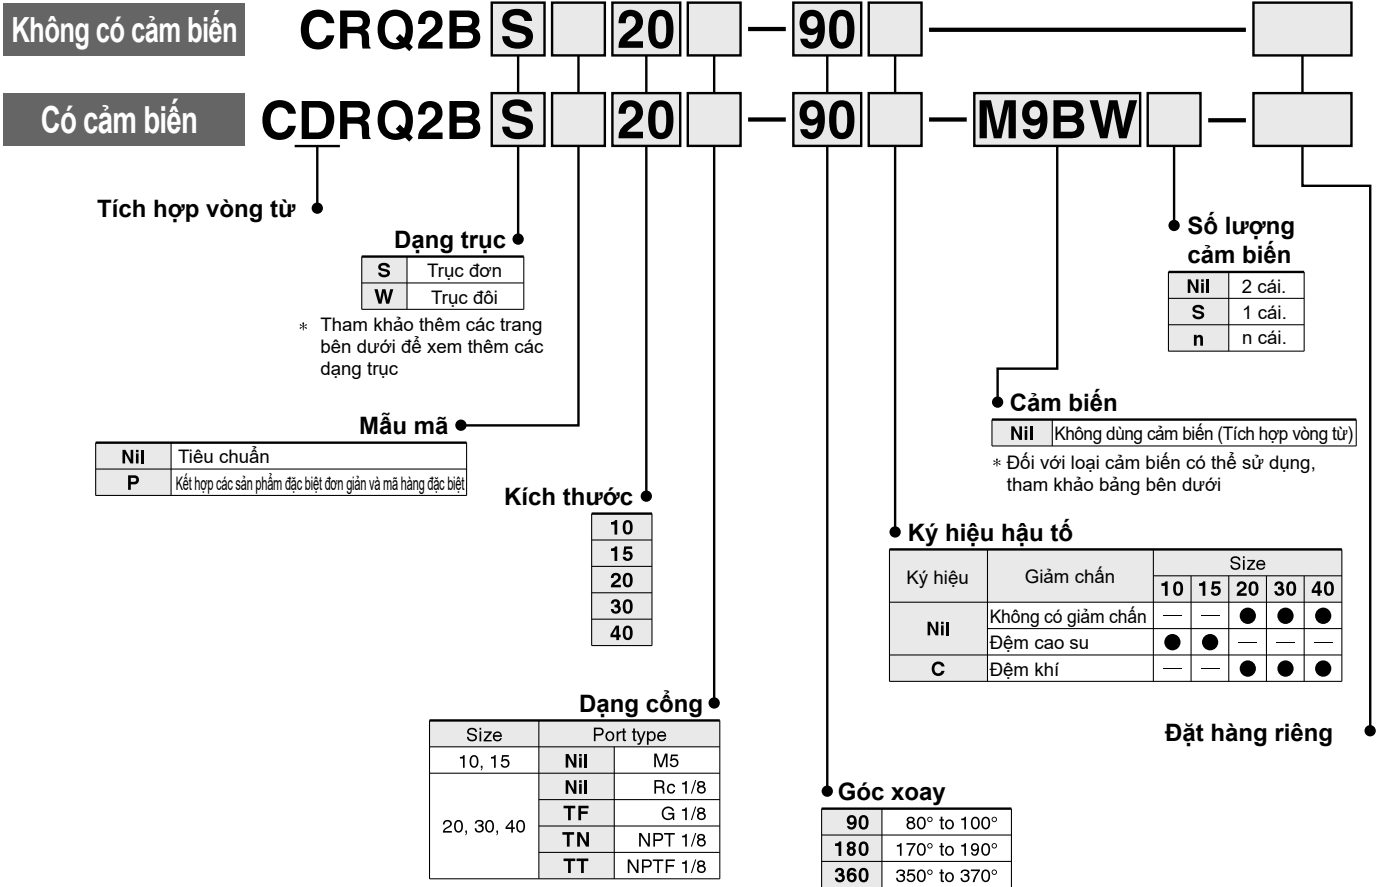 Không có cảm biến CRQ2B S 20 — 90
Có cảm biến CDRQ2B S 20 — 90 — M9BW —
Tích hợp vòng từ
Dạng trục
S Trục đơn
W Trục đôi
* Tham khảo thêm các trang
bên dưới để xem thêm các
dạng trục
Số lượng
cảm biến
Nil 2 cái.
S 1 cái.
n n cái.
Mẫu mã
Nil Tiêu chuẩn
P Kết hợp các sản phẩm đặc biệt đơn giản và mã hàng đặc biệt
Cảm biến
Nil Không dùng cảm biến (Tích hợp vòng từ)
* Đối với loại cảm biến có thể sử dụng,
tham khảo bảng bên dưới
Kích thước
10
15
20
30
40
Ký hiệu hậu tố
Ký hiệu Giảm chấn Size
10 15 20 30 40
Nil Không có giảm chấn — — ● ● ●
Đệm cao su ● ● — — —
C Đệm khí — — ● ● ●
Dạng cổng
Size Port type
10, 15 Nil M5
20, 30, 40 Nil Rc 1/8
TF G 1/8
TN NPT 1/8
TT NPTF 1/8
Đặt hàng riêng
Góc xoay
90 80° to 100°
180 170° to 190°
360 350° to 370°